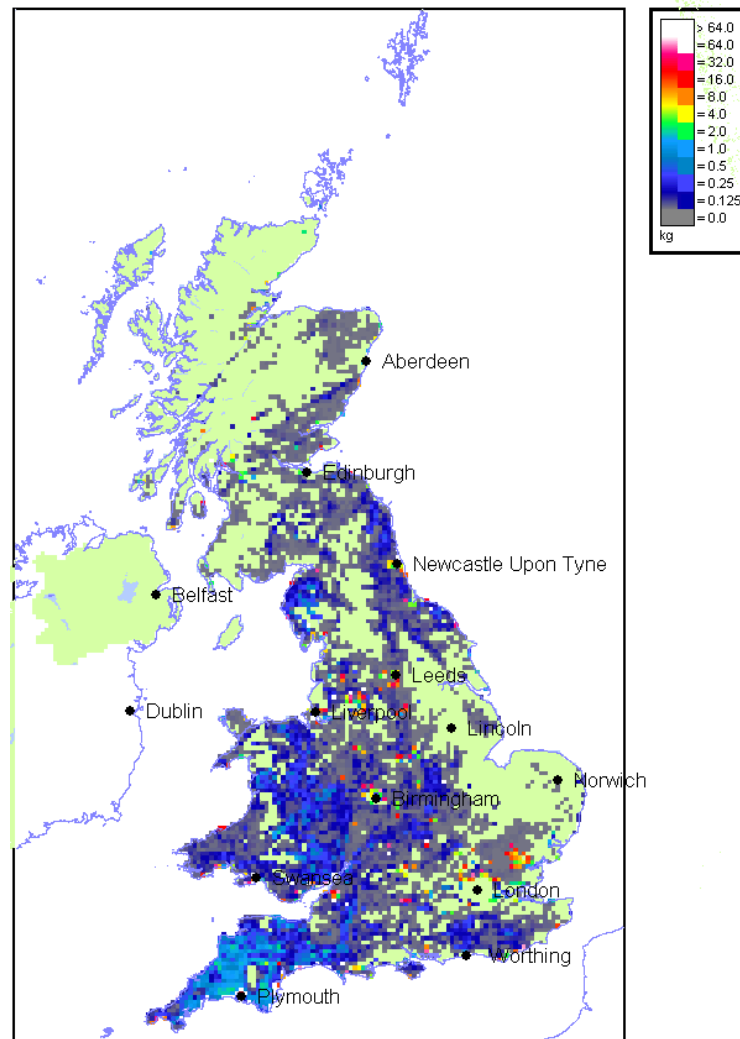 > 64.0
= 64.0
= 32.0
= 16.0
= 8.0
= 4.0
= 2.0
= 1.0
= 0.5
= 0.25
= 0.125
= 0.0
kg
Aberdeen
Edinburgh
Newcastle Upon Tyne
Belfast
Leeds
Dublin
Liverpool
Lincoln
Norwich
Birmingham
Swansea
London
Worthing
Plymouth